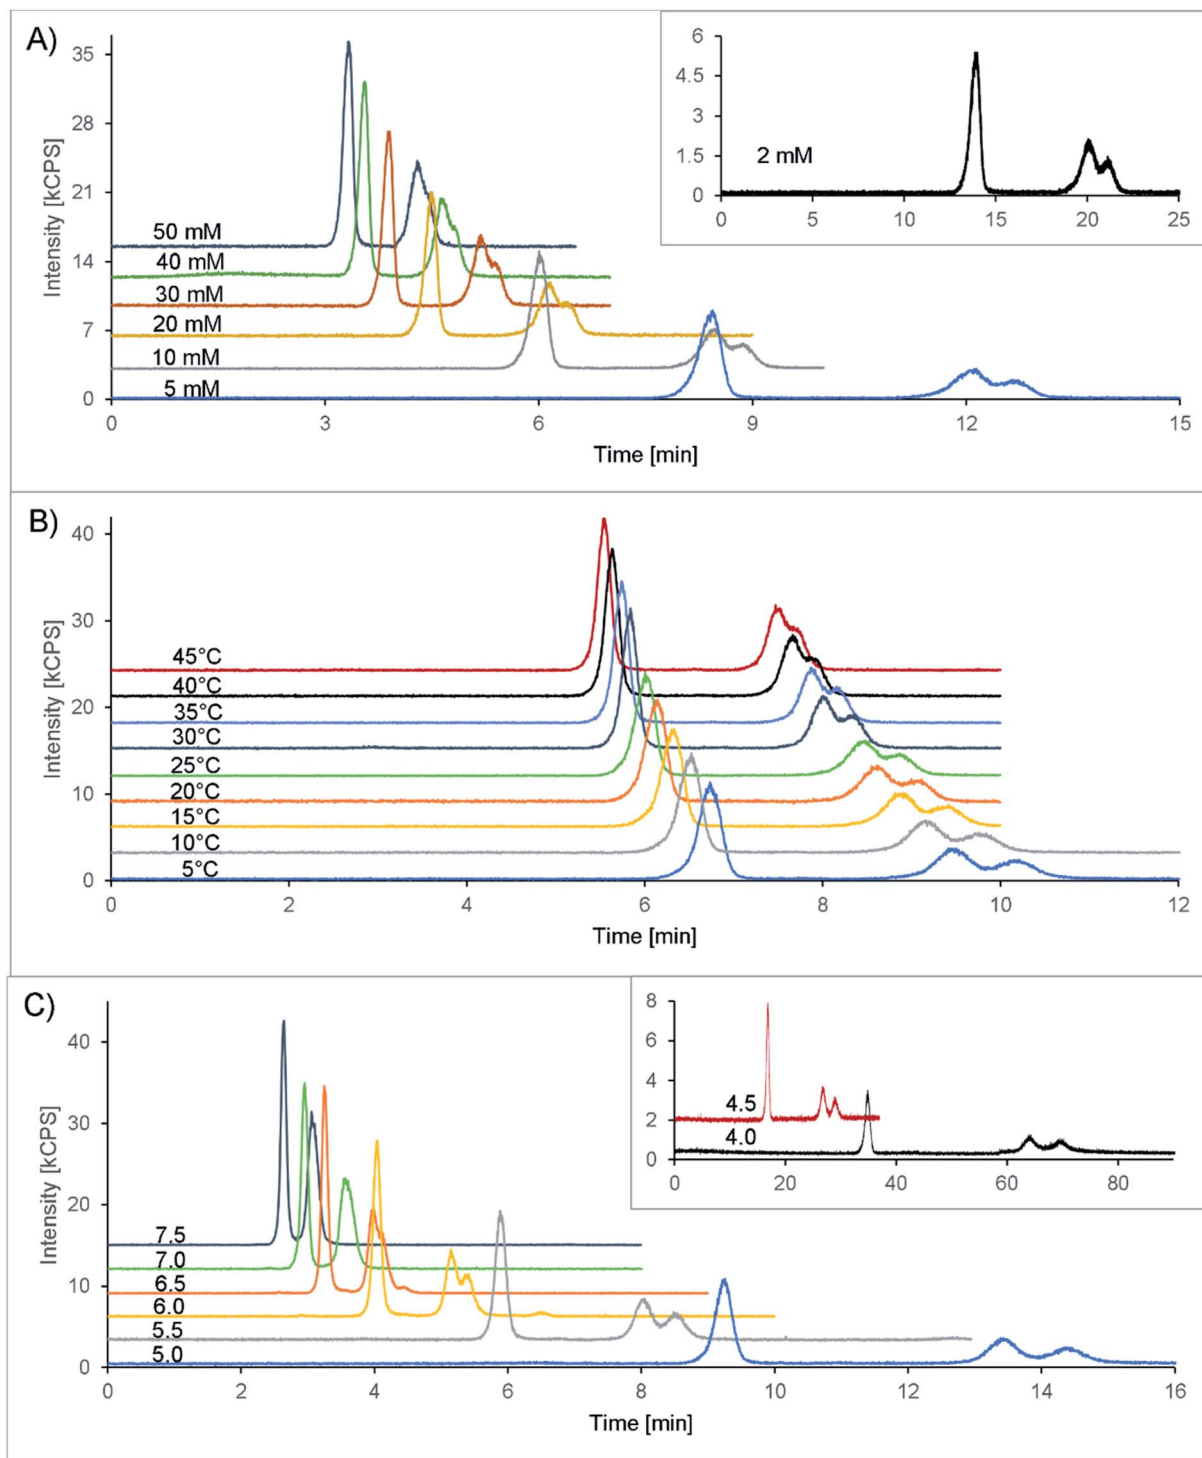 A)
Intensity [kCPS]
35
28
21
14
7
0
50 mM
40 mM
30 mM
20 mM
10 mM
5 mM
0 3 6 9 12 15
Time [min]
6
4.5
3
1.5
0
2 mM
0 5 10 15 20 25
B)
Intensity [kCPS]
40
30
20
10
0
45°C
40°C
35°C
30°C
25°C
20°C
15°C
10°C
5°C
0 2 4 6 8 10 12
Time [min]
C)
Intensity [kCPS]
40
30
20
10
0
7.5
7.0
6.5
6.0
5.5
5.0
0 2 4 6 8 10 12 14 16
Time [min]
8
6
4
2
0
4.5
4.0
0 20 40 60 80